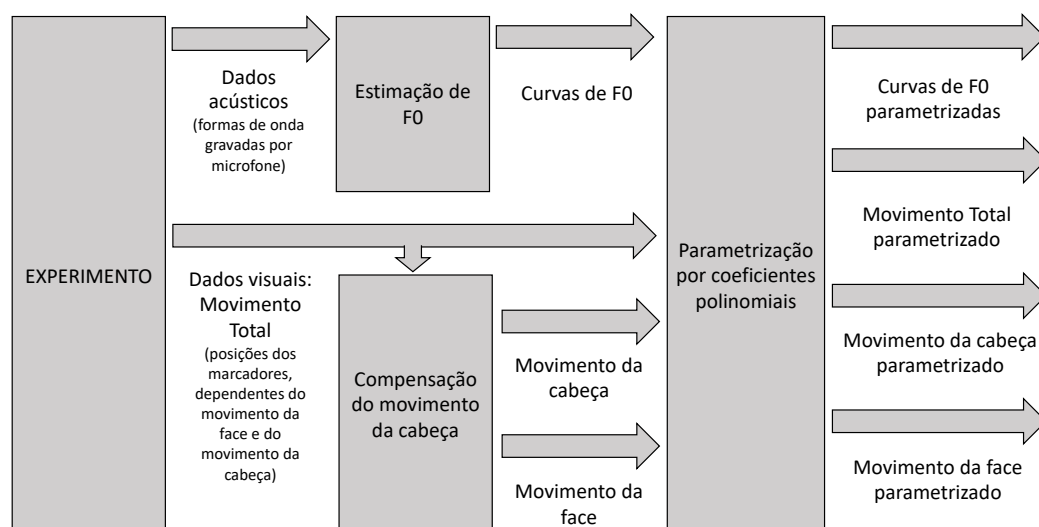 EXPERIMENTO
Dados
acústicos
(formas de onda
gravadas por
microfone)
Estimação de
F0
Curvas de F0
Dados visuais:
Movimento
Total
(posições dos
marcadores,
dependentes do
movimento da
face e do
movimento da
cabeça)
Compensação
do movimento
da cabeça
Movimento da
cabeça
Movimento da
face
Parametrização
por coeficientes
polinomiais
Curvas de F0
parametrizadas
Movimento Total
parametrizado
Movimento da cabeça
parametrizado
Movimento da face
parametrizado